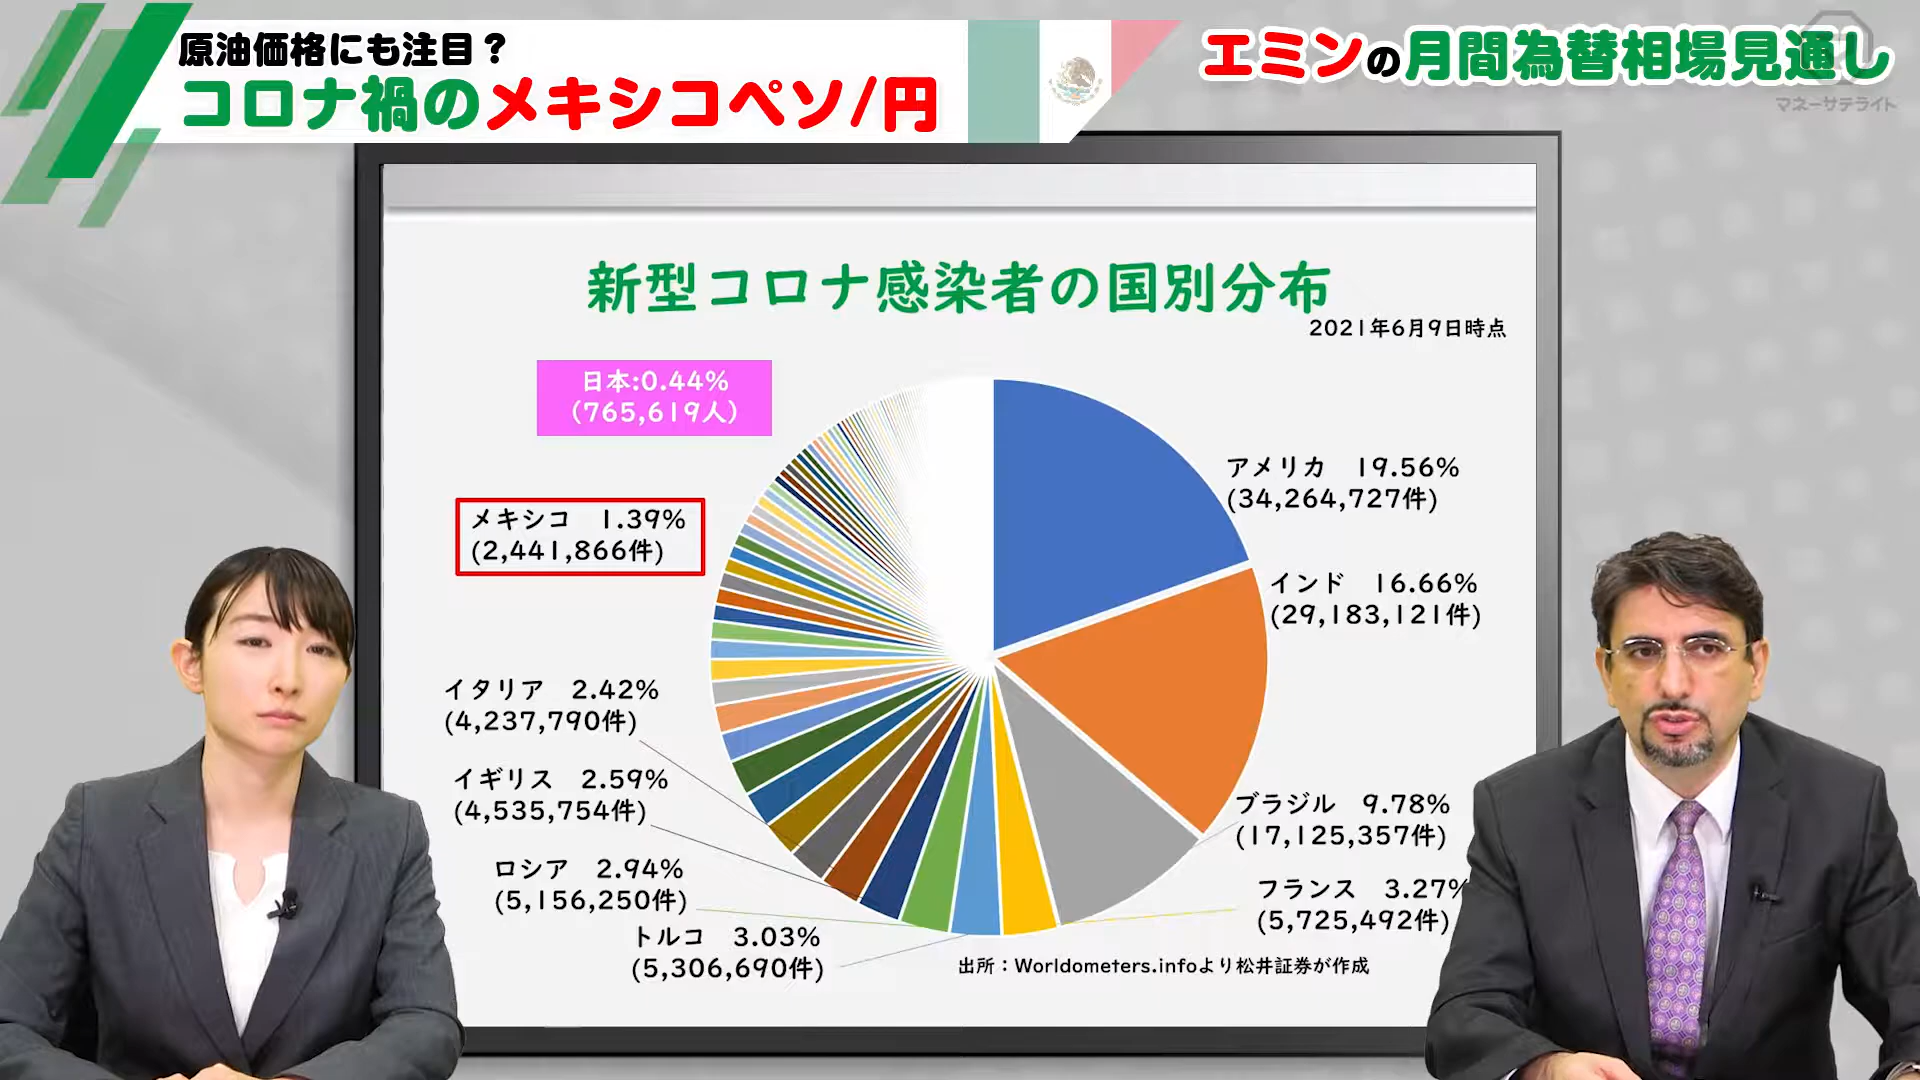 原油価格にも注目？
コロナ禍のメキシコペソ/円
エミンの月間為替相場見通し
マネーサテライト
新型コロナ感染者の国別分布
2021年6月9日時点
日本:0.44%
(765,619人)
アメリカ 19.56%
(34,264,727件)
メキシコ 1.39%
(2,441,866件)
インド 16.66%
(29,183,121件)
イタリア 2.42%
(4,237,790件)
イギリス 2.59%
(4,535,754件)
ブラジル 9.78%
(17,125,357件)
ロシア 2.94%
(5,156,250件)
フランス 3.27%
(5,725,492件)
トルコ 3.03%
(5,306,690件)
出所：Worldometers.infoより松井証券が作成